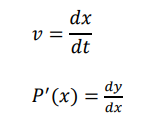 v = dx/dt
P'(x) = dy/dx